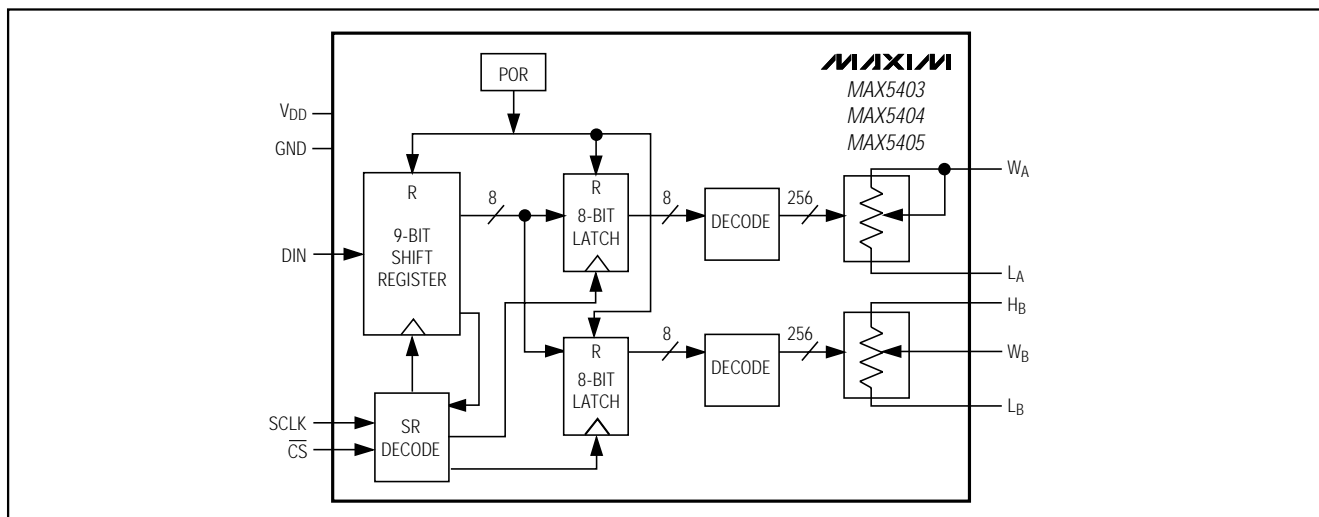 MAXIM
MAX5403
MAX5404
MAX5405
POR
VDD
GND
DIN
SCLK
CS
R
9-BIT
SHIFT
REGISTER
8
R
8-BIT
LATCH
8
DECODE
256
WA
LA
HB
WB
LB
R
8-BIT
LATCH
8
DECODE
256
SR
DECODE